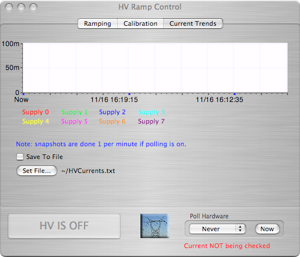 HV Ramp Control
Ramping Calibration Current Trends
100m
50m
0
Now 11/16 16:19:15 11/16 16:12:35
Supply 0 Supply 1 Supply 2 Supply 3
Supply 4 Supply 5 Supply 6 Supply 7
Note: snapshots are done 1 per minute if polling is on.
Save To File
Set File... ~/HVCurrents.txt
HV IS OFF
Poll Hardware
Never Now
Current NOT being checked